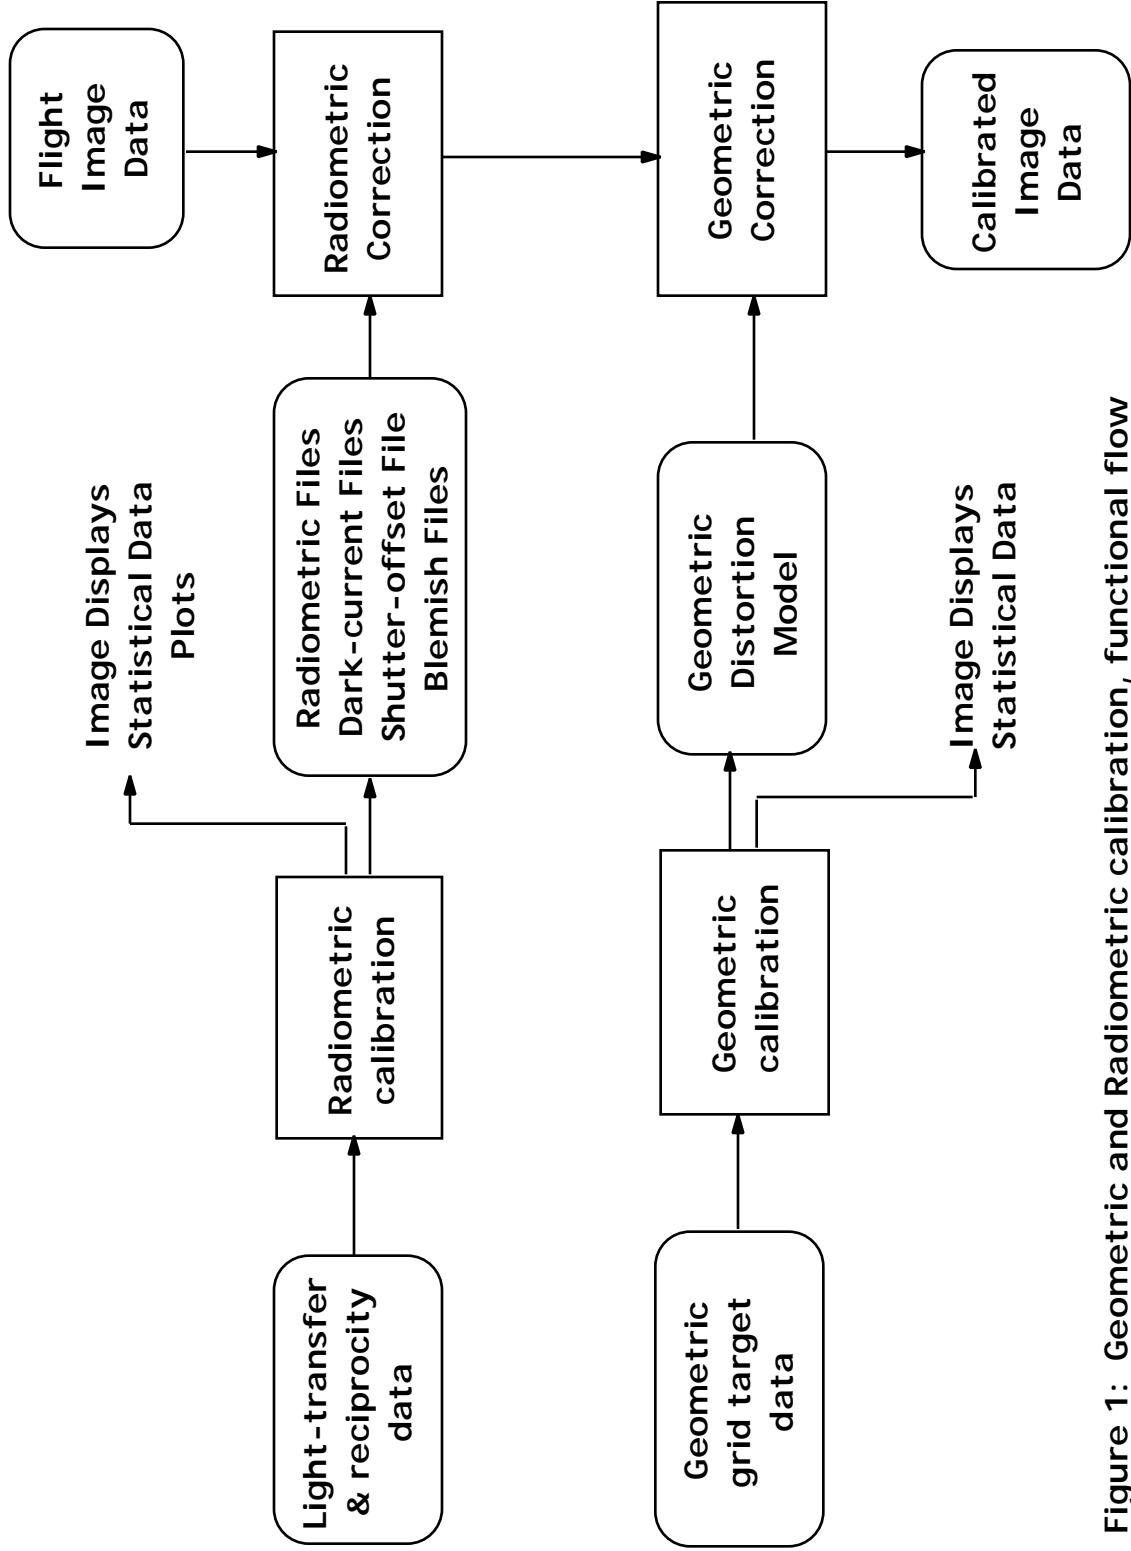 Flight
Image
Data
Image Displays
Statistical Data
Plots
Light-transfer
& reciprocity
data
Radiometric
calibration
Radiometric Files
Dark-current Files
Shutter-offset File
Blemish Files
Radiometric
Correction
Geometric
grid target
data
Geometric
calibration
Geometric
Distortion
Model
Geometric
Correction
Image Displays
Statistical Data
Calibrated
Image
Data
Figure 1: Geometric and Radiometric calibration, functional flow